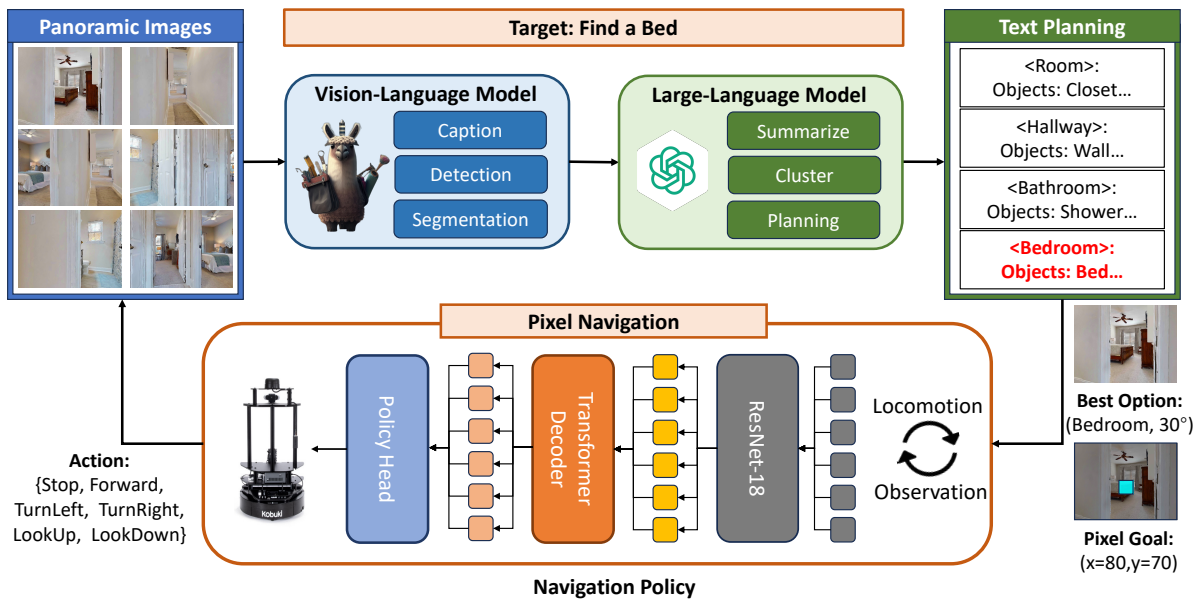 Panoramic Images
Target: Find a Bed
Text Planning
Vision-Language Model
Caption
Detection
Segmentation
Large-Language Model
Summarize
Cluster
Planning
<Room>:
Objects: Closet...
<Hallway>:
Objects: Wall...
<Bathroom>:
Objects: Shower...
<Bedroom>:
Objects: Bed...
Best Option:
(Bedroom, 30°)
Pixel Goal:
(x=80,y=70)
Pixel Navigation
Locomotion
Observation
ResNet-18
Transformer
Decoder
Policy Head
Kobuki
Action:
{Stop, Forward,
TurnLeft, TurnRight,
LookUp, LookDown}
Navigation Policy